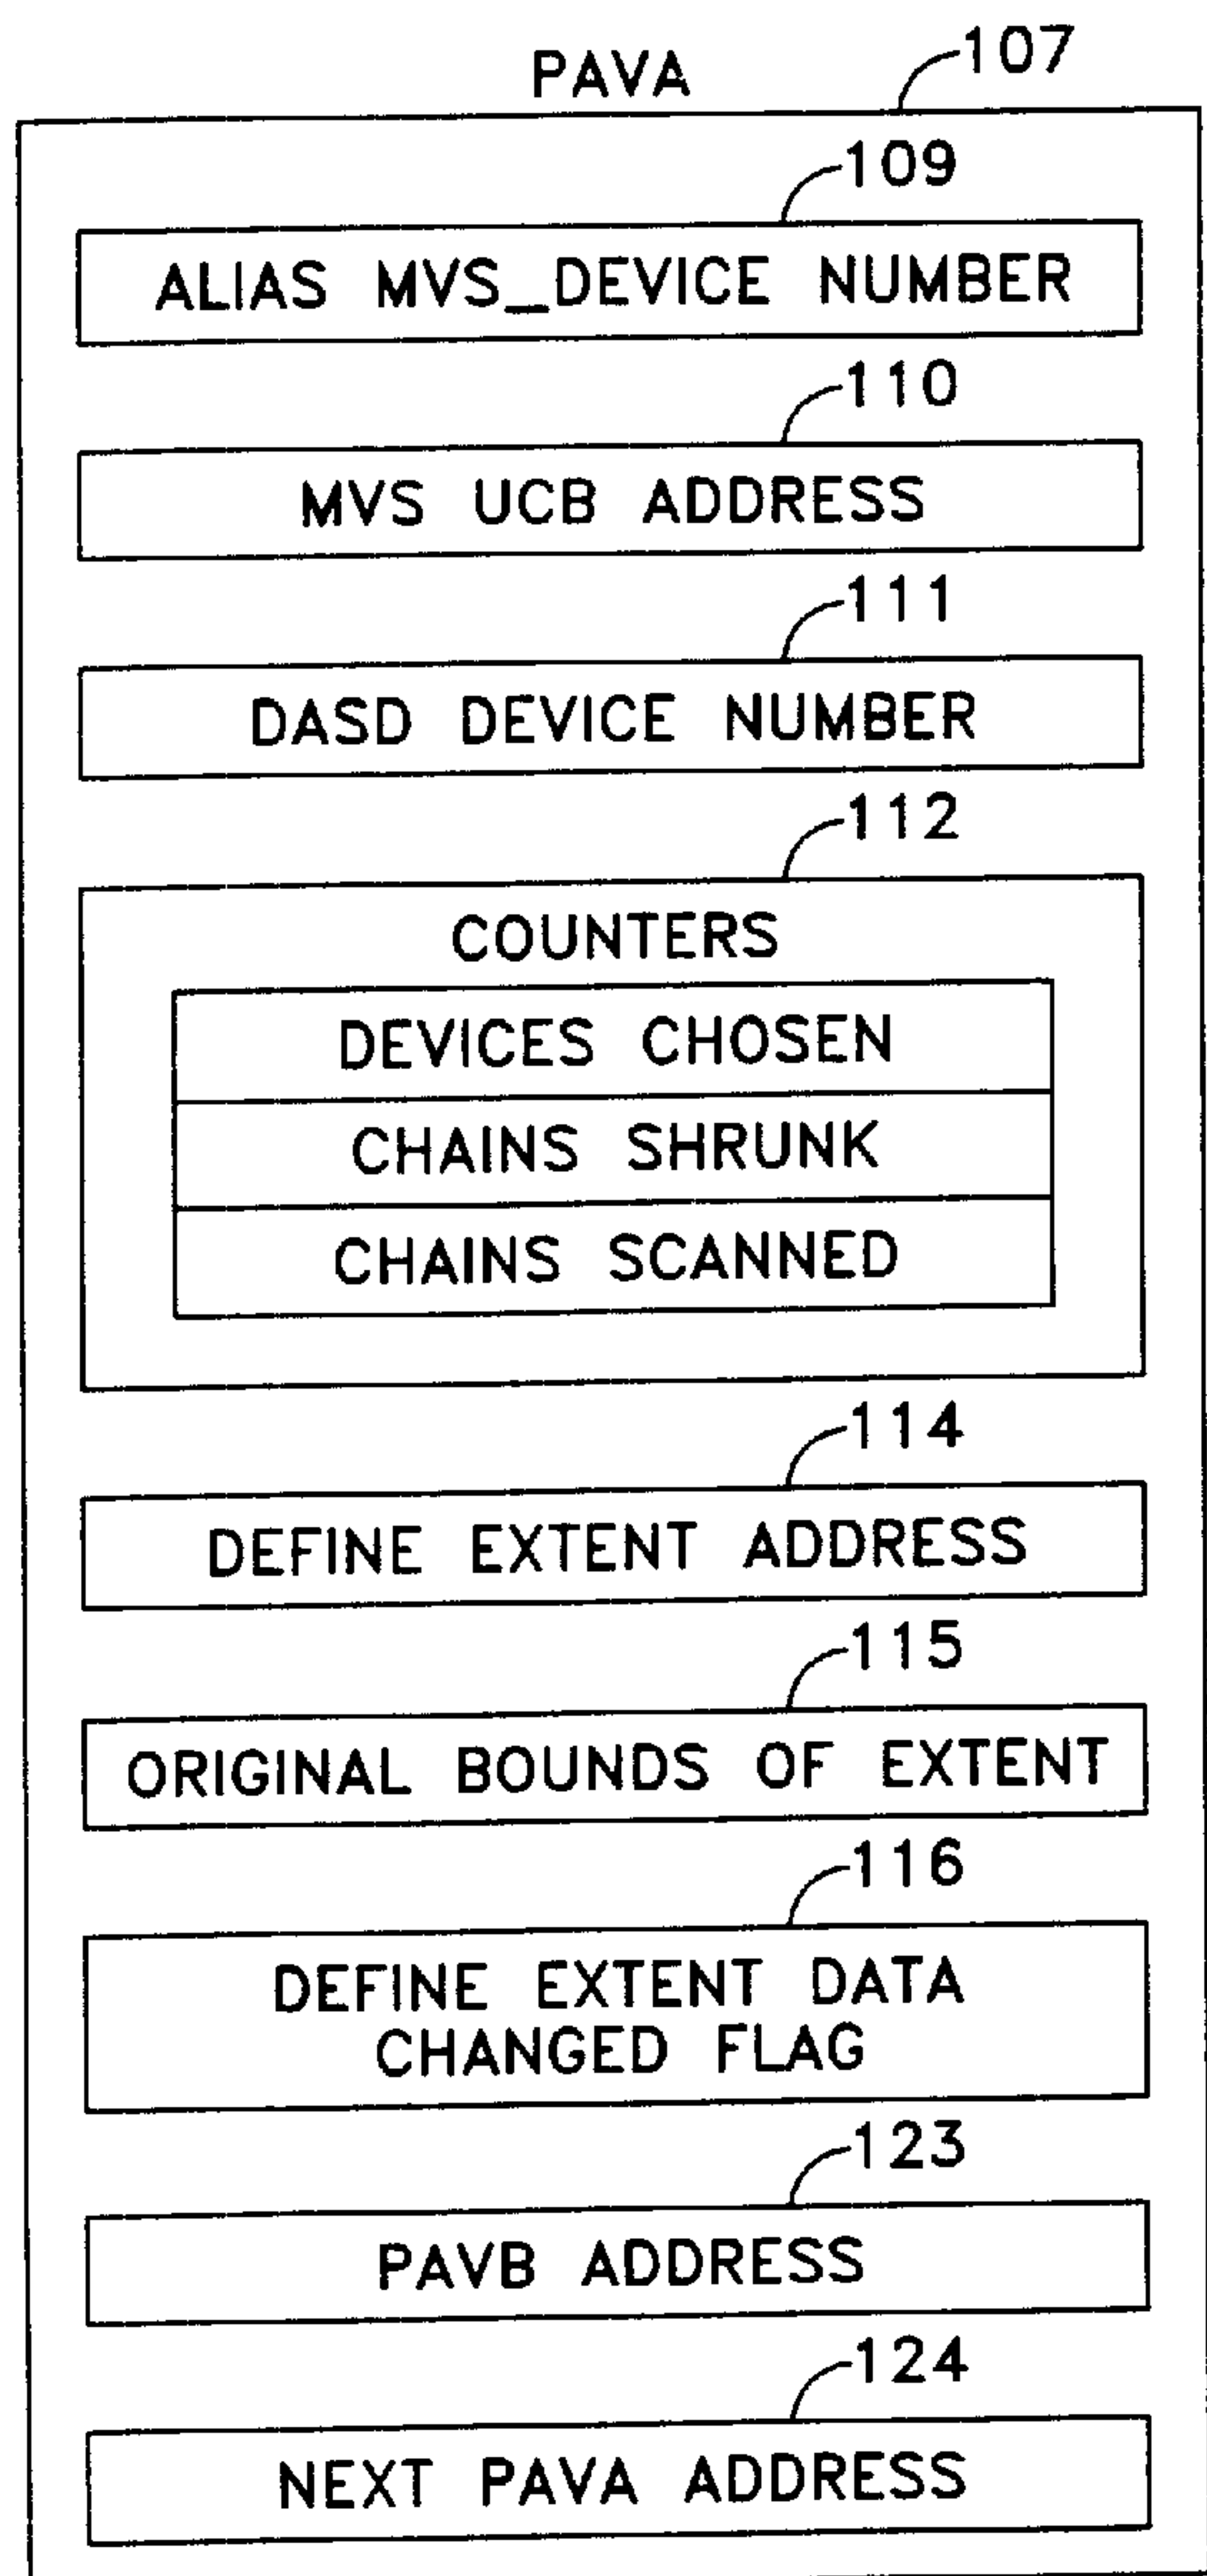 PAVA
107
109
ALIAS MVS_DEVICE NUMBER
110
MVS UCB ADDRESS
111
DASD DEVICE NUMBER
112
COUNTERS
DEVICES CHOSEN
CHAINS SHRUNK
CHAINS SCANNED
114
DEFINE EXTENT ADDRESS
115
ORIGINAL BOUNDS OF EXTENT
116
DEFINE EXTENT DATA
CHANGED FLAG
123
PAVB ADDRESS
124
NEXT PAVA ADDRESS